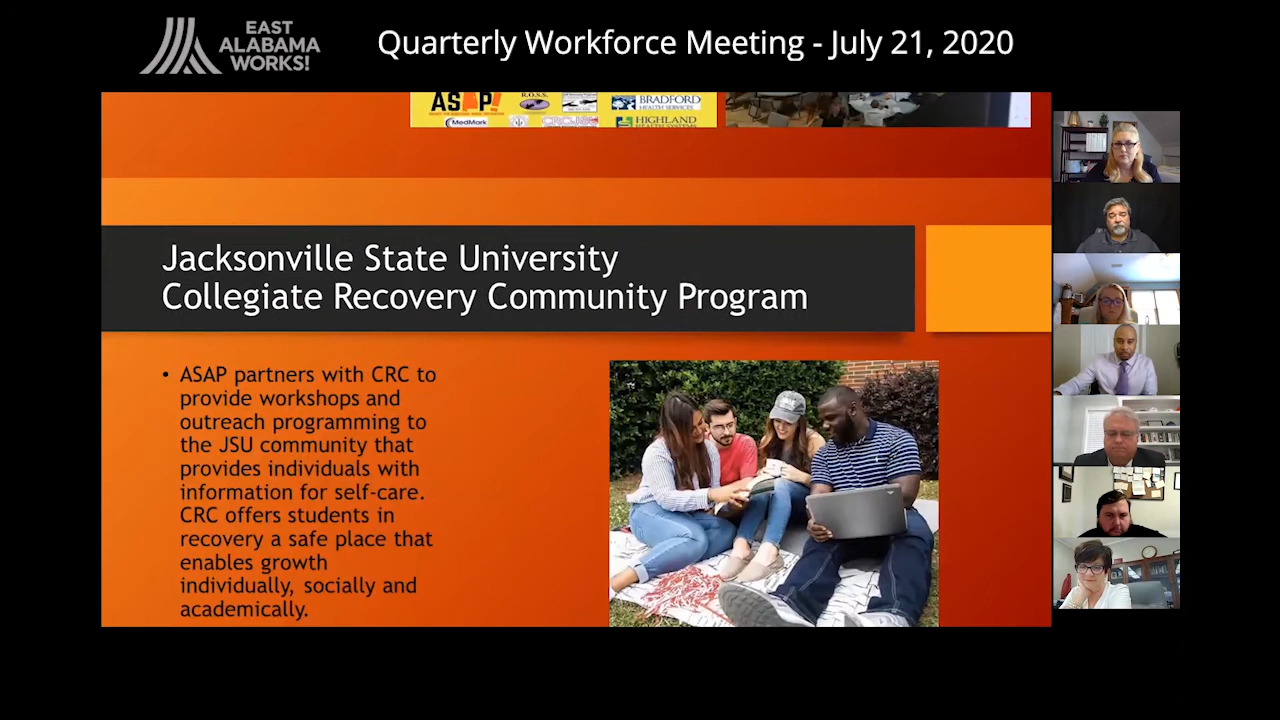 EAST
ALABAMA
WORKS!
Quarterly Workforce Meeting - July 21, 2020
ASAP!
R.O.S.S.
BRADFORD
HEALTH SERVICES
MedMark
HIGHLAND
HEALTH SYSTEMS
Jacksonville State University
Collegiate Recovery Community Program
• ASAP partners with CRC to
provide workshops and
outreach programming to
the JSU community that
provides individuals with
information for self-care.
CRC offers students in
recovery a safe place that
enables growth
individually, socially and
academically.